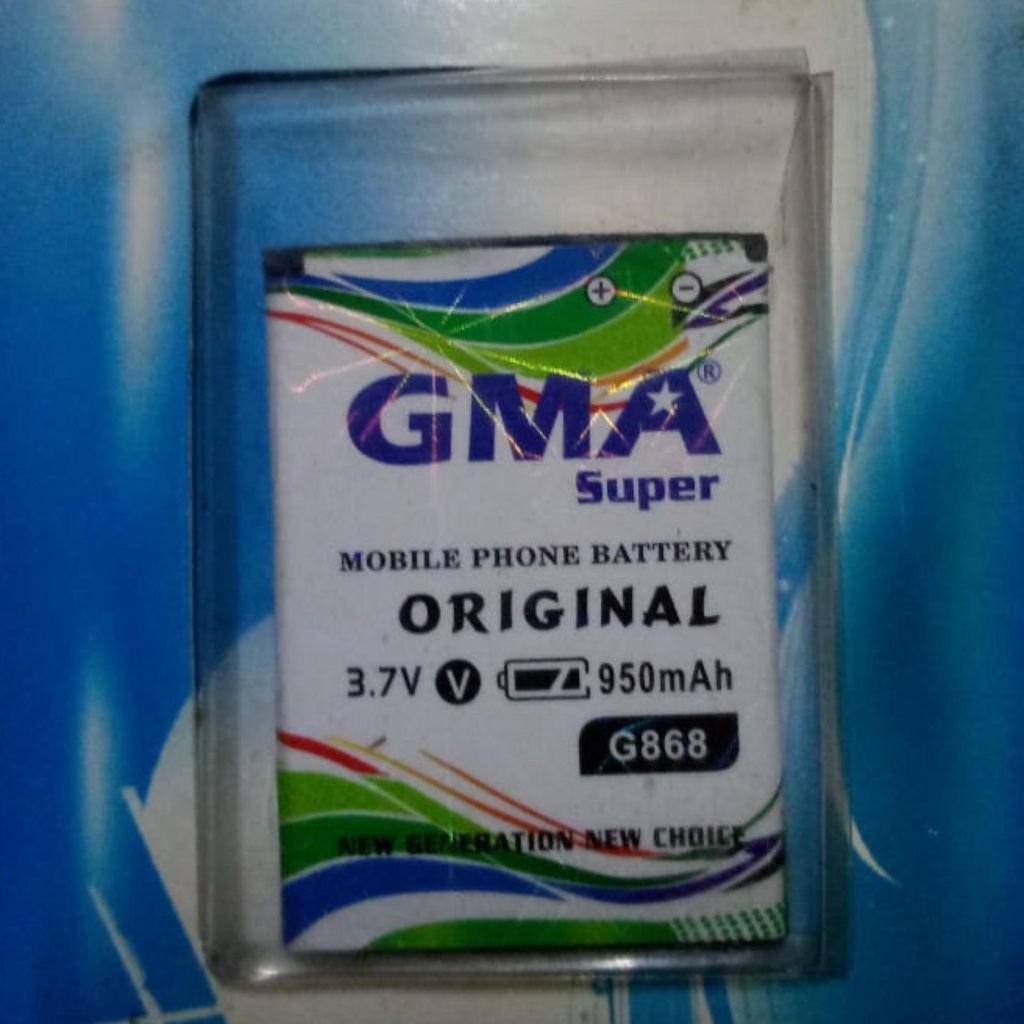 + -
GMA®
Super
MOBILE PHONE BATTERY
ORIGINAL
3.7V V 950mAh
G868
NEW GENERATION NEW CHOICE